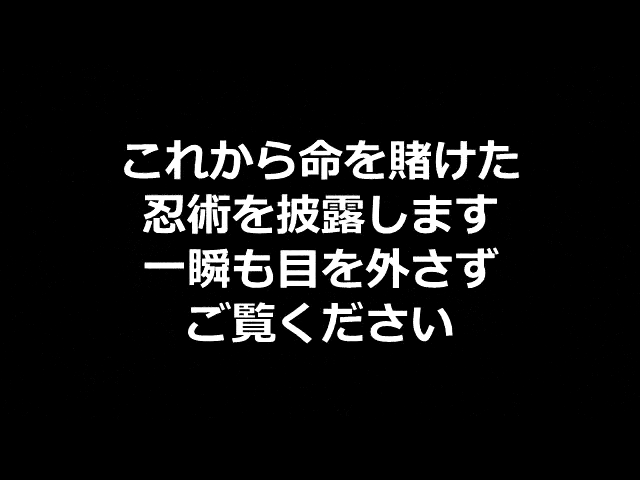 これから命を賭けた
忍術を披露します
一瞬も目を外さず
ご覧ください